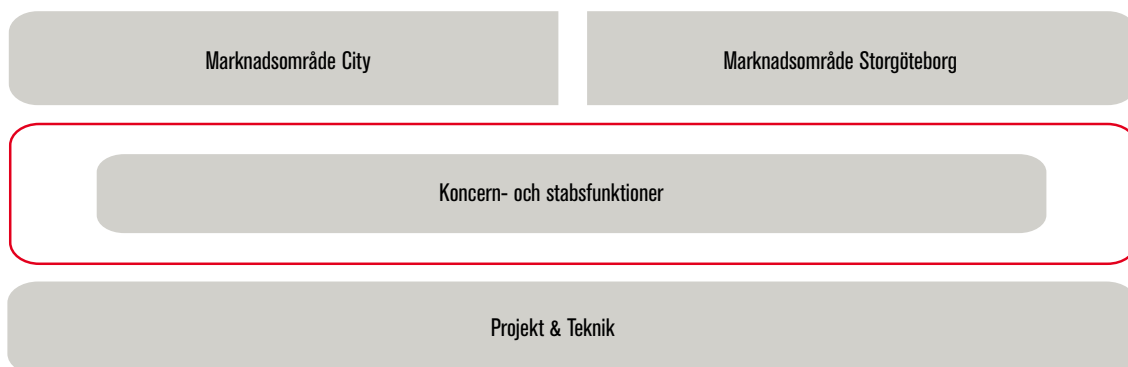 Marknadsområde City
Marknadsområde Storgöteborg
Koncern- och stabsfunktioner
Projekt & Teknik